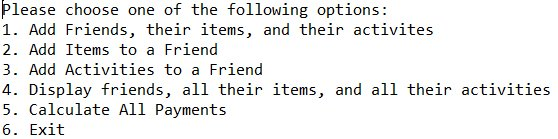 Please choose one of the following options:
1. Add Friends, their items, and their activites
2. Add Items to a Friend
3. Add Activities to a Friend
4. Display friends, all their items, and all their activities
5. Calculate All Payments
6. Exit